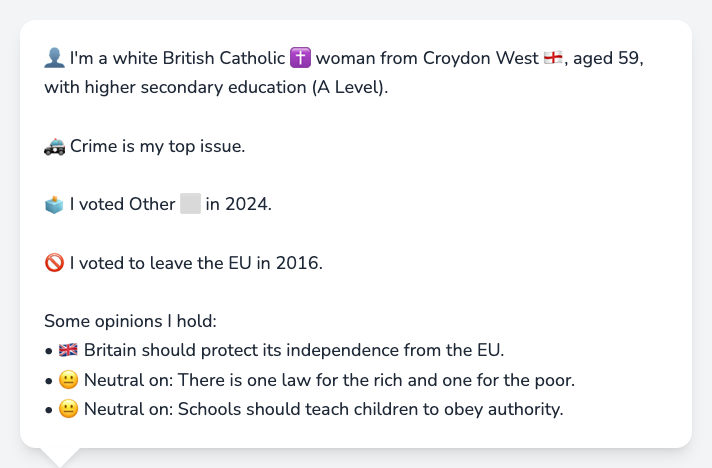 👤 I'm a white British Catholic ✝️ woman from Croydon West 🏴󠁧󠁢󠁥󠁮󠁧󠁿, aged 59,
with higher secondary education (A Level).
🚓 Crime is my top issue.
🗳️ I voted Other ⬜ in 2024.
🚫 I voted to leave the EU in 2016.
Some opinions I hold:
• 🇬🇧 Britain should protect its independence from the EU.
• 😐 Neutral on: There is one law for the rich and one for the poor.
• 😐 Neutral on: Schools should teach children to obey authority.